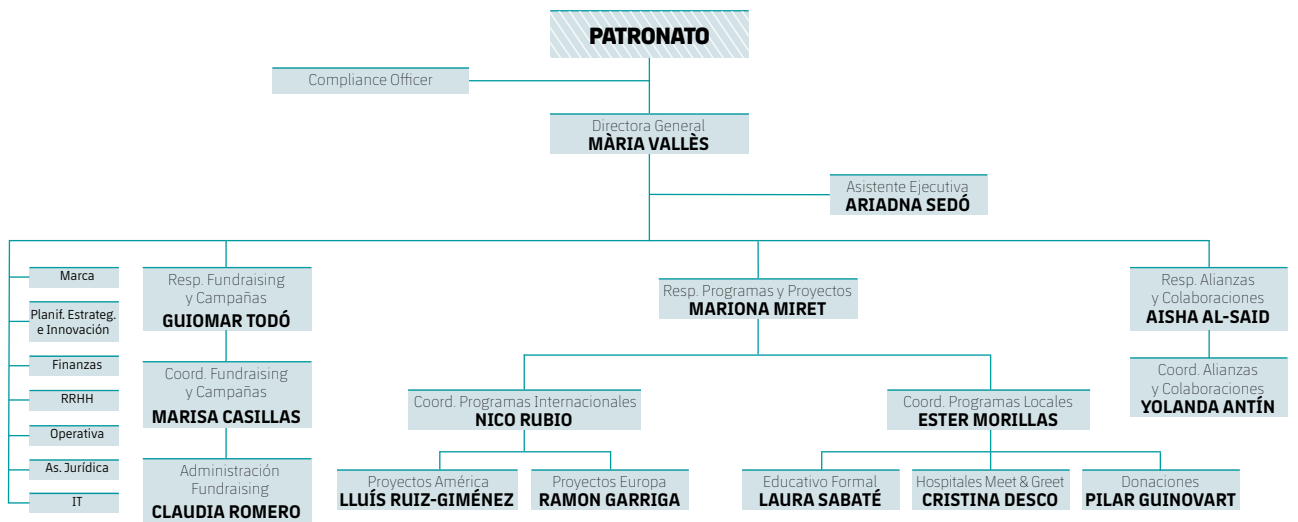 PATRONATO
Compliance Officer
Directora General
MÀRIA VALLÈS
Asistente Ejecutiva
ARIADNA SEDÓ
Marca
Planif. Estrateg.
e Innovación
Finanzas
RRHH
Operativa
As. Jurídica
IT
Resp. Fundraising
y Campañas
GUIOMAR TODÓ
Coord. Fundraising
y Campañas
MARISA CASILLAS
Administración
Fundraising
CLAUDIA ROMERO
Resp. Programas y Proyectos
MARIONA MIRET
Coord. Programas Internacionales
NICO RUBIO
Proyectos América
LLUÍS RUIZ-GIMÉNEZ
Proyectos Europa
RAMON GARRIGA
Coord. Programas Locales
ESTER MORILLAS
Educativo Formal
LAURA SABATÉ
Hospitales Meet & Greet
CRISTINA DESCO
Donaciones
PILAR GUINOVART
Resp. Alianzas
y Colaboraciones
AISHA AL-SAID
Coord. Alianzas
y Colaboraciones
YOLANDA ANTÍN